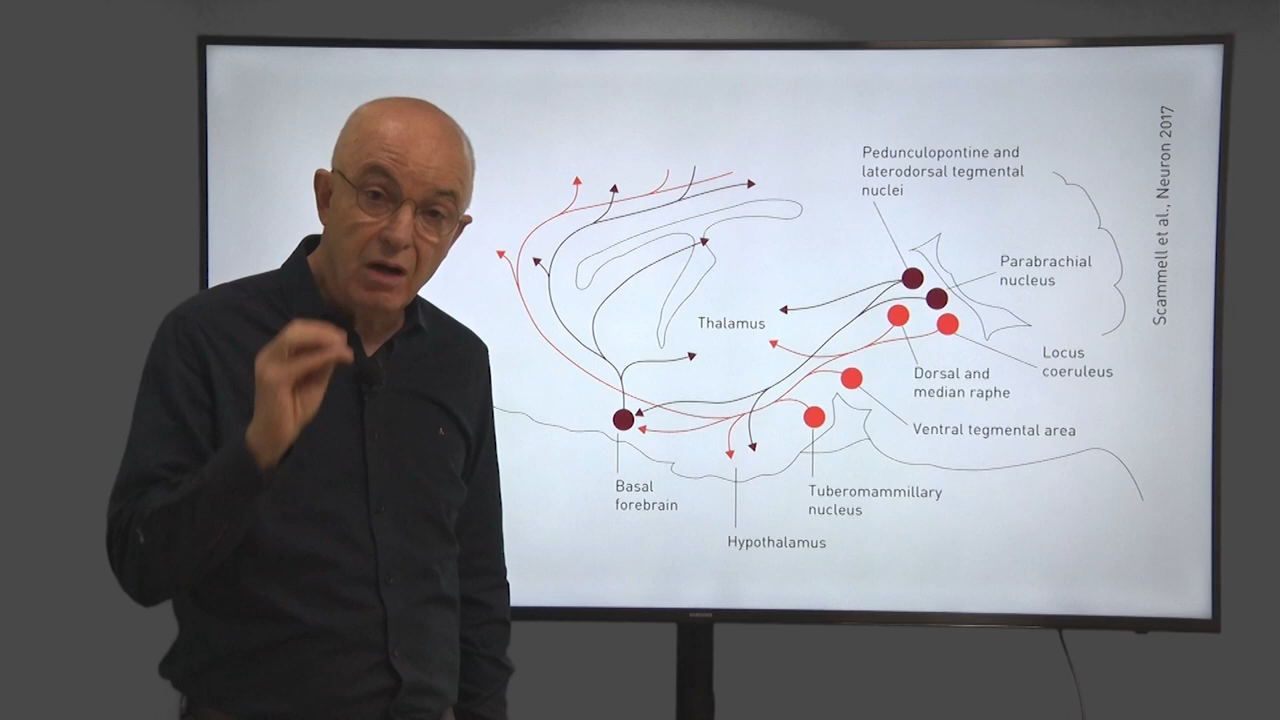 Pedunculopontine and
laterodorsal tegmental
nuclei
Scammell et al., Neuron 2017
Parabrachial
nucleus
Thalamus
Locus
coeruleus
Dorsal and
median raphe
Ventral tegmental area
Basal
forebrain
Tuberomammillary
nucleus
Hypothalamus
SAMSUNG